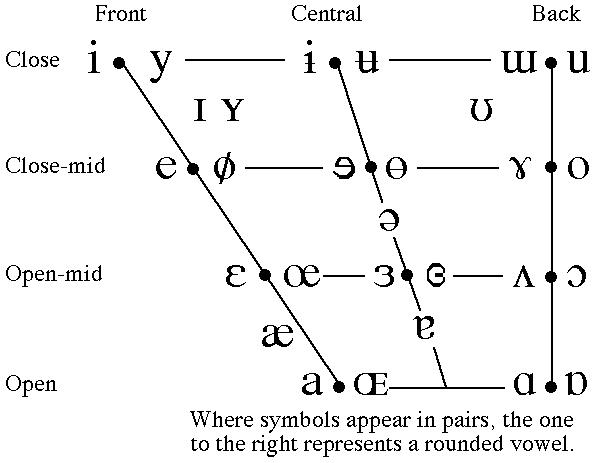 Front Central Back
Close i y ɨ ʉ ɯ u
ɪ ʏ ʊ
Close-mid e ø ɘ ɵ ɤ o
ə
Open-mid ɛ œ ɜ ɞ ʌ ɔ
æ ɐ
Open a ɶ ɑ ɒ
Where symbols appear in pairs, the one
to the right represents a rounded vowel.